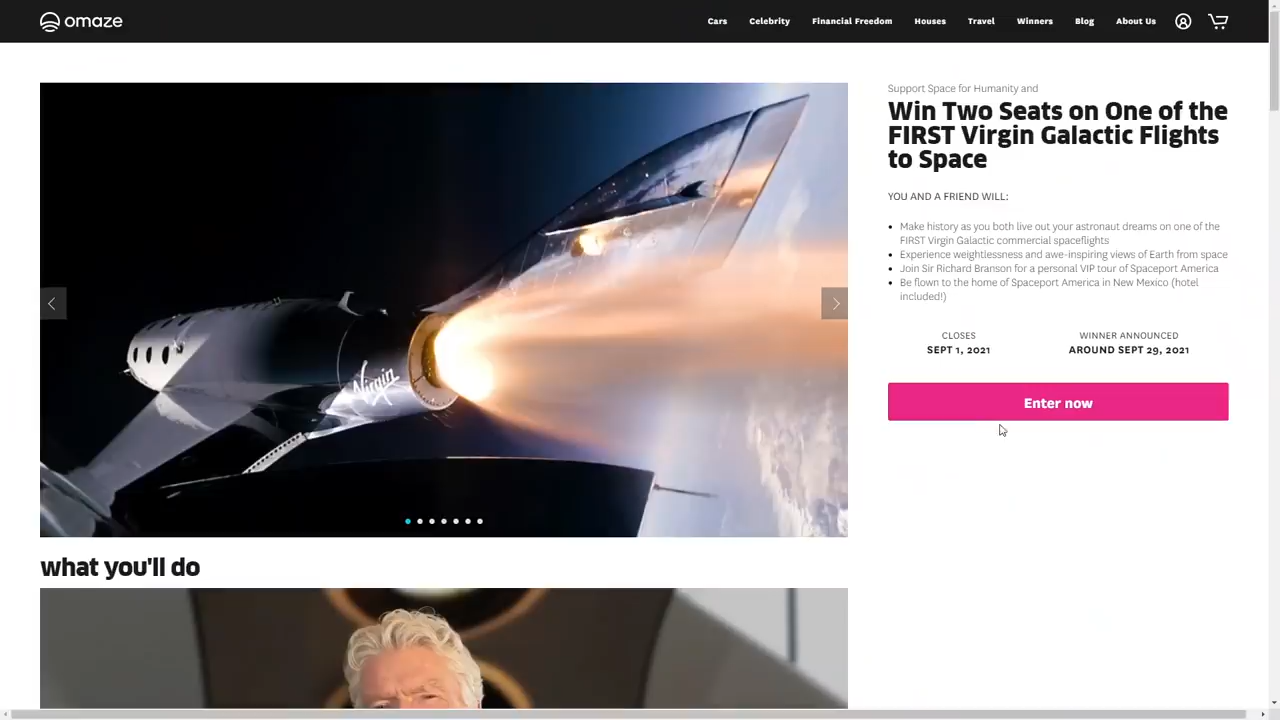 omaze
Cars Celebrity Financial Freedom Houses Travel Winners Blog About Us
Support Space for Humanity and
Win Two Seats on One of the
FIRST Virgin Galactic Flights
to Space
YOU AND A FRIEND WILL:
Make history as you both live out your astronaut dreams on one of the
FIRST Virgin Galactic commercial spaceflights
Experience weightlessness and awe-inspiring views of Earth from space
Join Sir Richard Branson for a personal VIP tour of Spaceport America
Be flown to the home of Spaceport America in New Mexico (hotel
included!)
CLOSES
SEPT 1, 2021
WINNER ANNOUNCED
AROUND SEPT 29, 2021
Enter now
Virgin
what you'll do